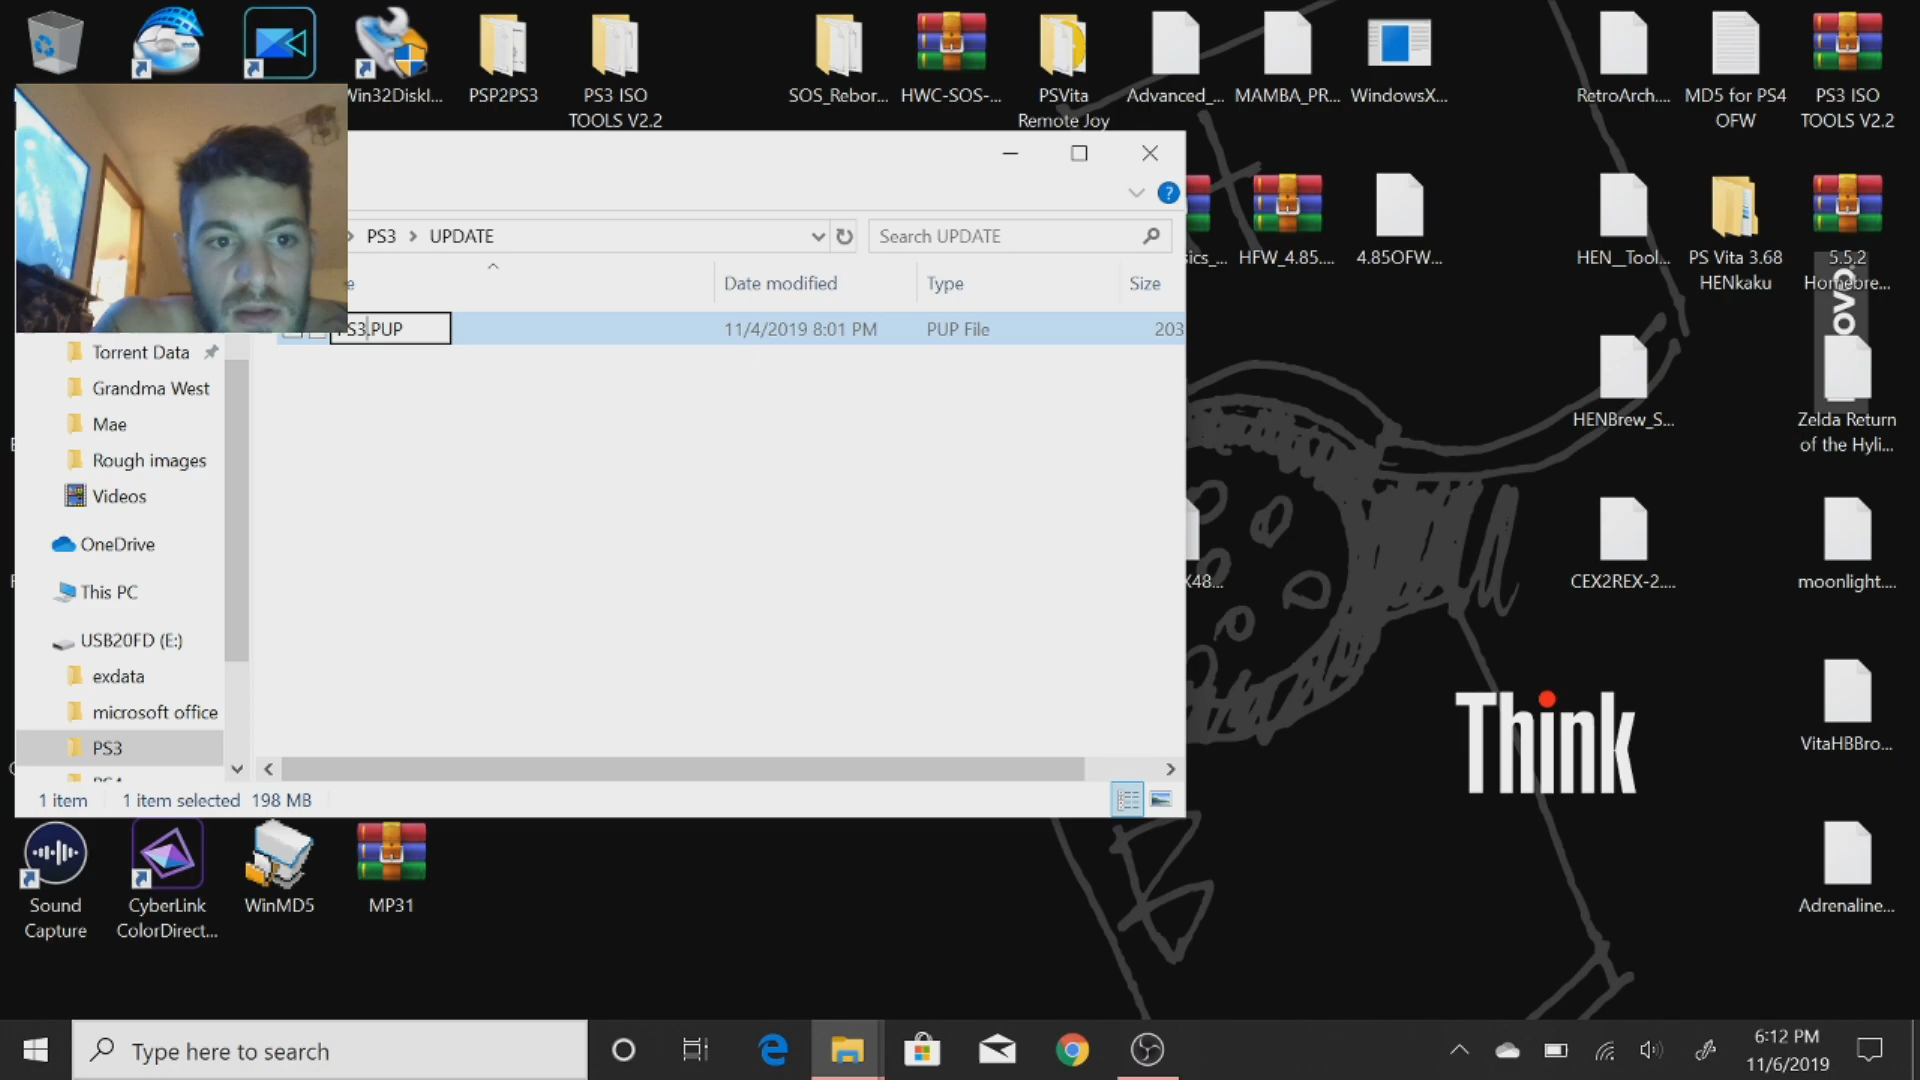 Win32DiskI...
PSP2PS3
PS3 ISO
TOOLS V2.2
SOS_Rebor...
HWC-SOS-...
PSVita
Remote Joy
Advanced_...
MAMBA_PR...
WindowsX...
RetroArch....
MD5 for PS4
OFW
PS3 ISO
TOOLS V2.2
PS3 > UPDATE
Search UPDATE
Date modified
Type
Size
PS3.PUP
11/4/2019 8:01 PM
PUP File
203
Torrent Data
Grandma West
Mae
Rough images
Videos
OneDrive
This PC
USB20FD (E:)
exdata
microsoft office
PS3
PS4
1 item
1 item selected 198 MB
sics_...
HFW_4.85....
4.85OFW...
HEN__Tool...
PS Vita 3.68
HENkaku
5.5.2
Homebre...
HENBrew_S...
Zelda Return
of the Hyli...
X48...
CEX2REX-2....
moonlight....
VitaHBBro...
Adrenaline...
Think
Sound
Capture
CyberLink
ColorDirect...
WinMD5
MP31
Type here to search
6:12 PM
11/6/2019